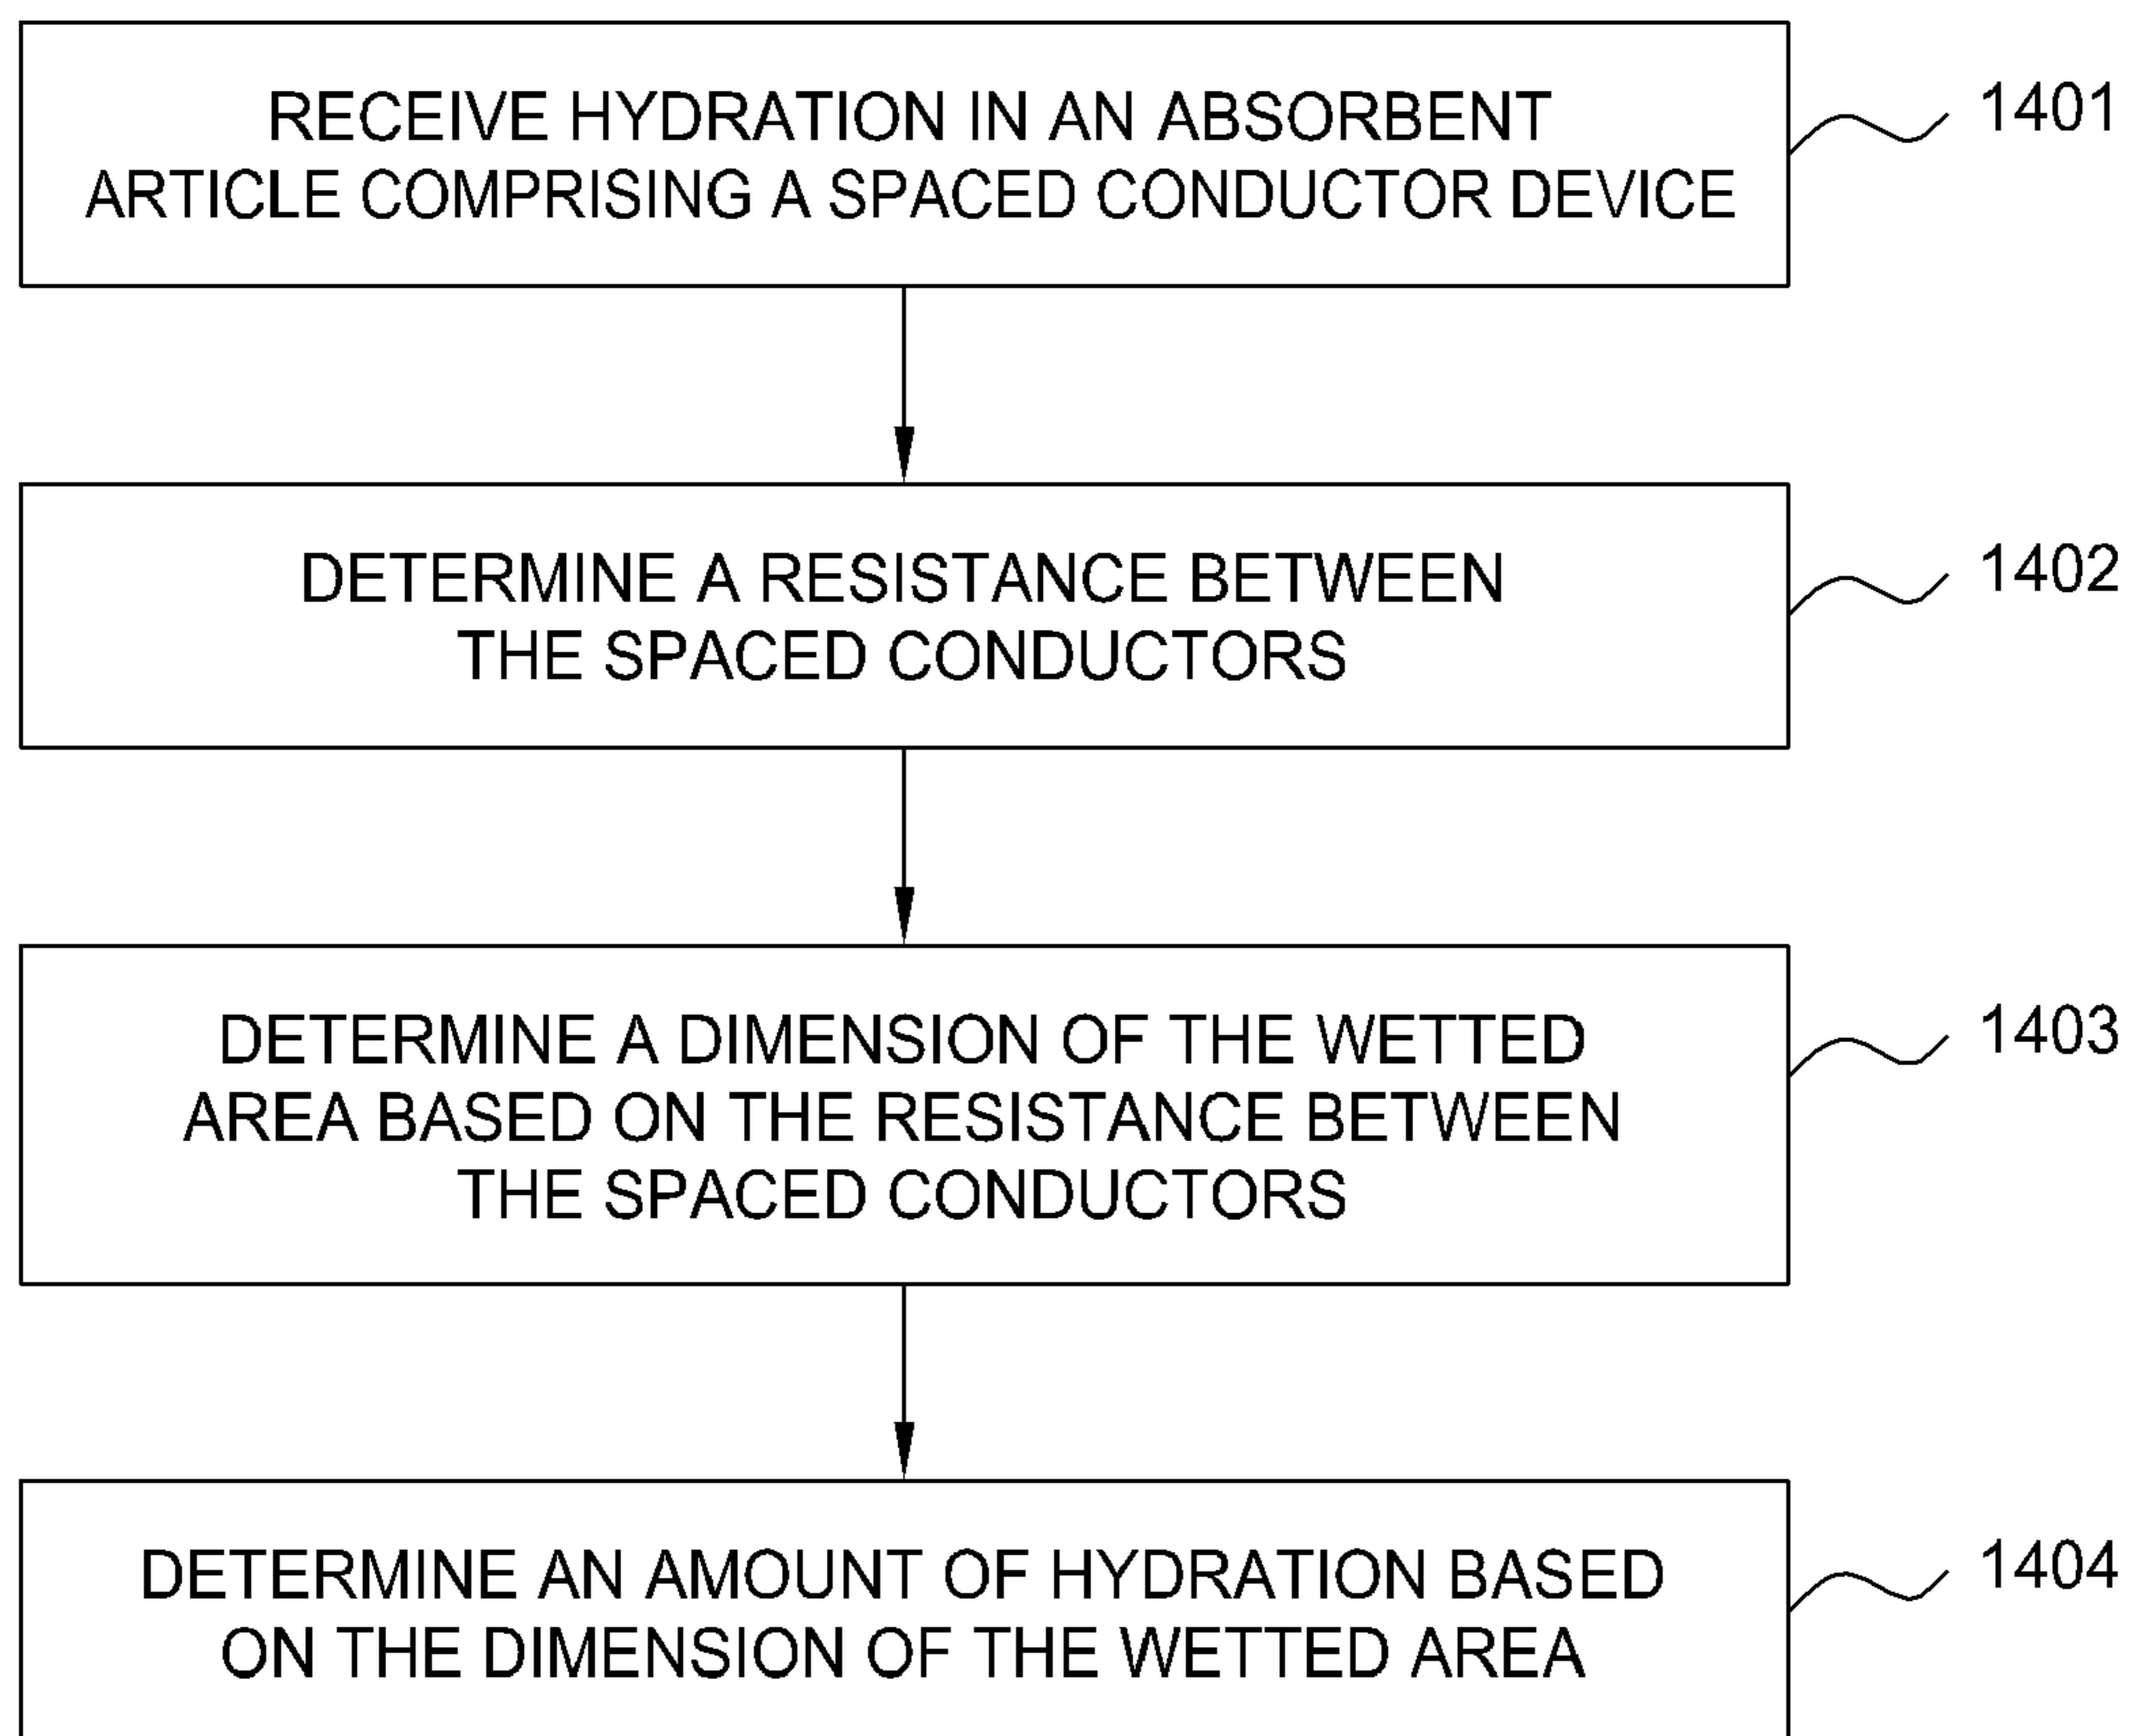 RECEIVE HYDRATION IN AN ABSORBENT
ARTICLE COMPRISING A SPACED CONDUCTOR DEVICE
1401
DETERMINE A RESISTANCE BETWEEN
THE SPACED CONDUCTORS
1402
DETERMINE A DIMENSION OF THE WETTED
AREA BASED ON THE RESISTANCE BETWEEN
THE SPACED CONDUCTORS
1403
DETERMINE AN AMOUNT OF HYDRATION BASED
ON THE DIMENSION OF THE WETTED AREA
1404